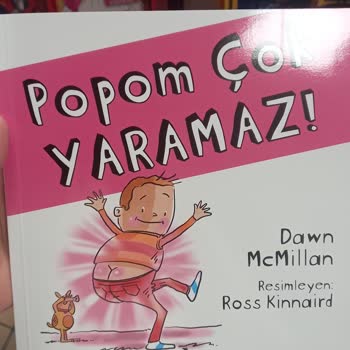 Popom Çok
YARAMAZ!
Dawn
McMillan
Resimleyen:
Ross Kinnaird